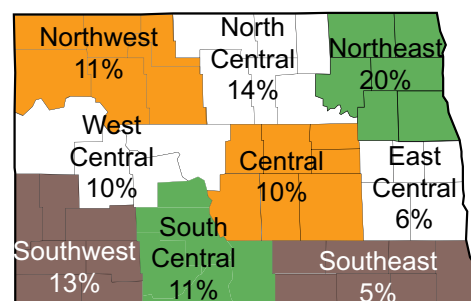 Northwest
11%
North
Central
14%
Northeast
20%
West
Central
10%
Central
10%
East
Central
6%
Southwest
13%
South
Central
11%
Southeast
5%